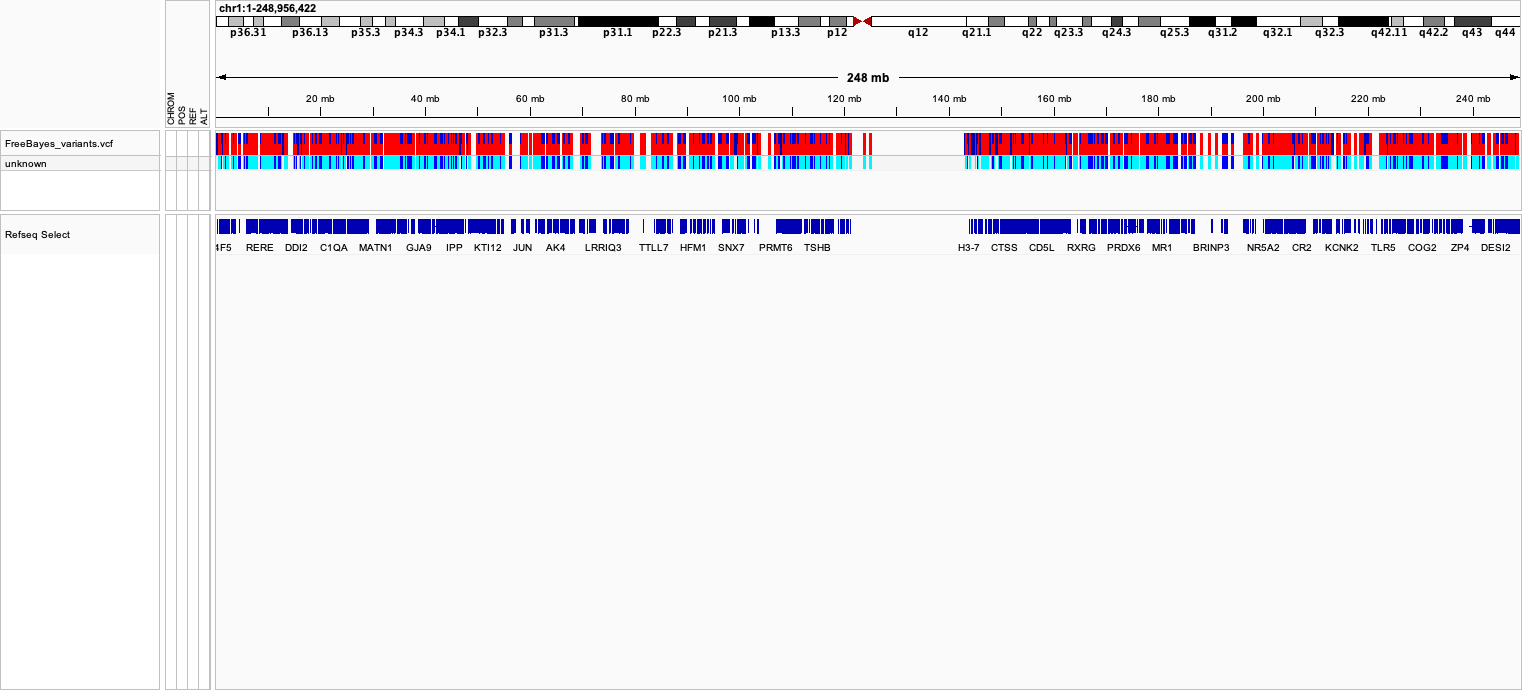 chr1:1-248,956,422
p36.31 p36.13 p35.3 p34.3 p34.1 p32.3 p31.3 p31.1 p22.3 p21.3 p13.3 p12 q12 q21.1 q22 q23.3 q24.3 q25.3 q31.2 q32.1 q32.3 q42.11 q42.2 q43 q44
248 mb
20 mb 40 mb 60 mb 80 mb 100 mb 120 mb 140 mb 160 mb 180 mb 200 mb 220 mb 240 mb
CHROM
POS
REF
ALT
FreeBayes_variants.vcf
unknown
Refseq Select
4F5 RERE DDI2 C1QA MATN1 GJA9 IPP KTI12 JUN AK4 LRRIQ3 TTLL7 HFM1 SNX7 PRMT6 TSHB H3-7 CTSS CD5L RXRG PRDX6 MR1 BRINP3 NR5A2 CR2 KCNK2 TLR5 COG2 ZP4 DESI2